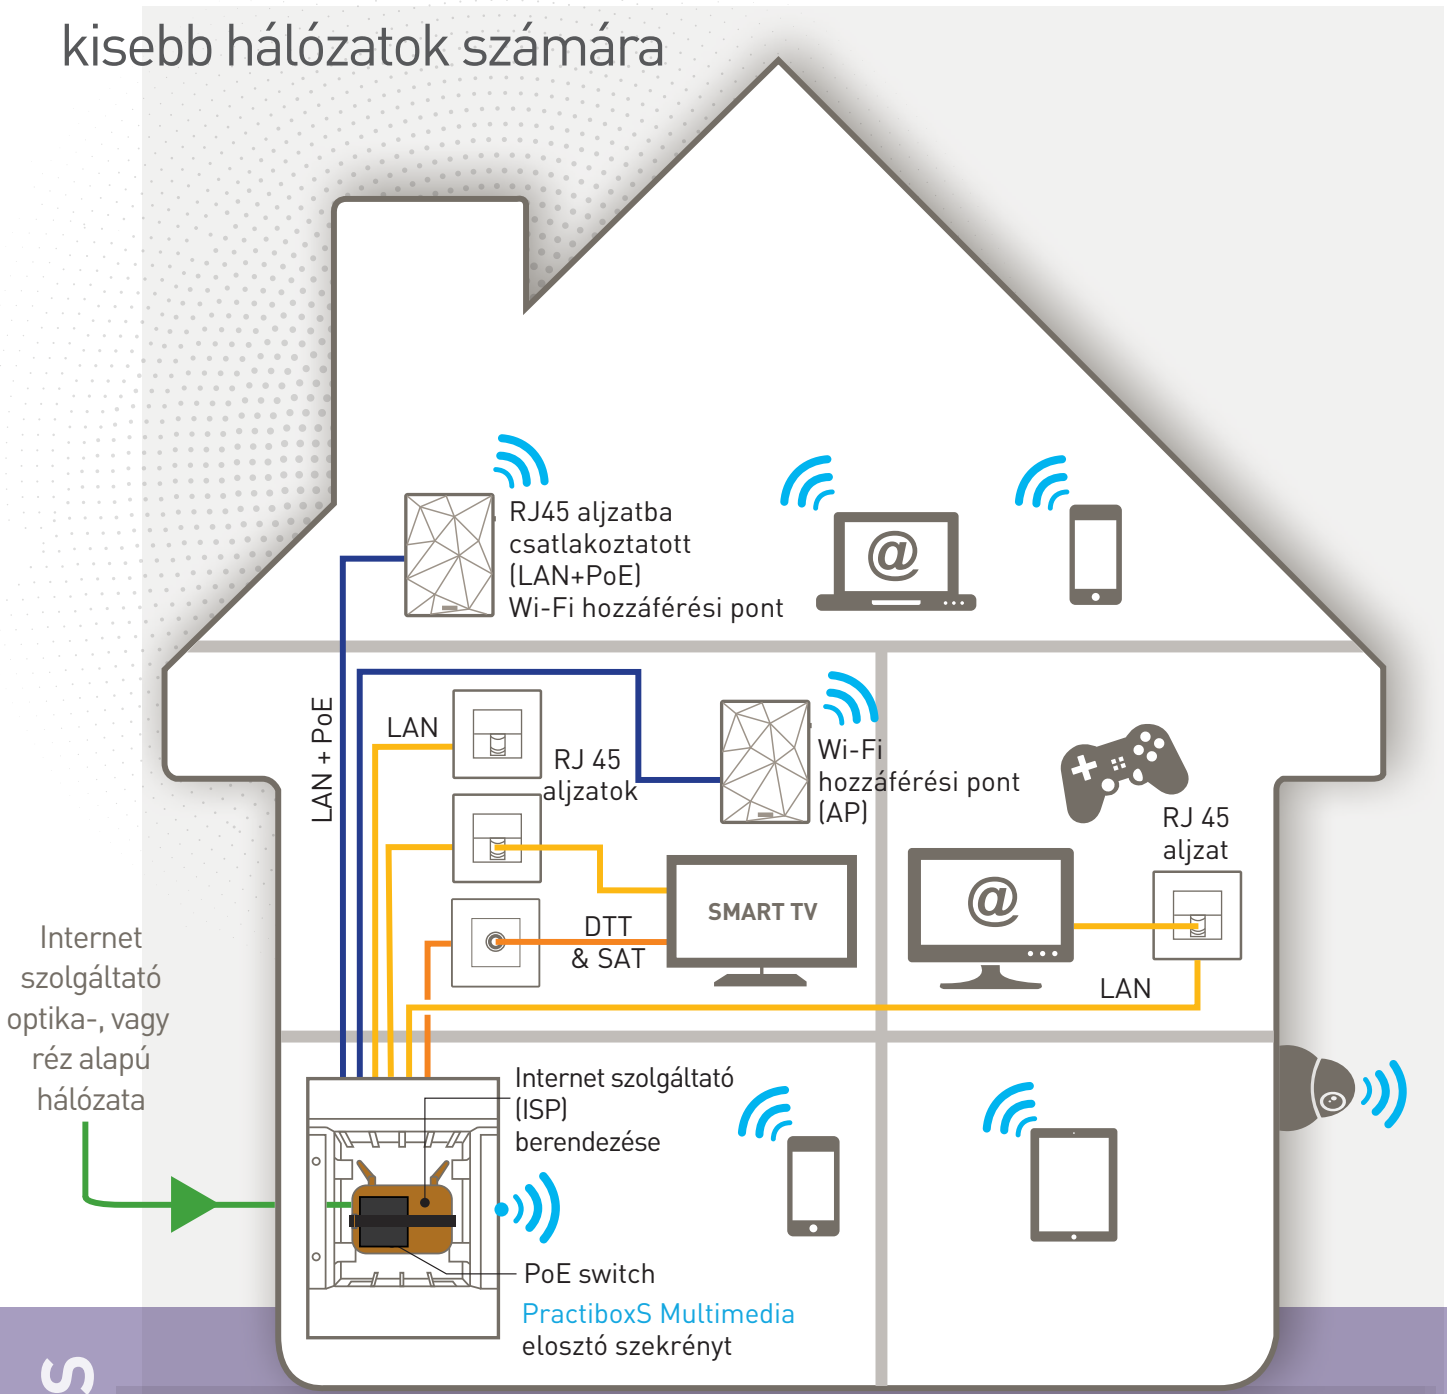 kisebb hálózatok számára
RJ45 aljzatba
csatlakoztatott
(LAN+PoE)
Wi-Fi hozzáférési pont
@
LAN + PoE
LAN
RJ 45
aljzatok
Wi-Fi
hozzáférési pont
(AP)
RJ 45
aljzat
@
SMART TV
DTT
& SAT
LAN
Internet
szolgáltató
optika-, vagy
réz alapú
hálózata
Internet szolgáltató
(ISP)
berendezése
PoE switch
PractiboxS Multimedia
elosztó szekrényt
S